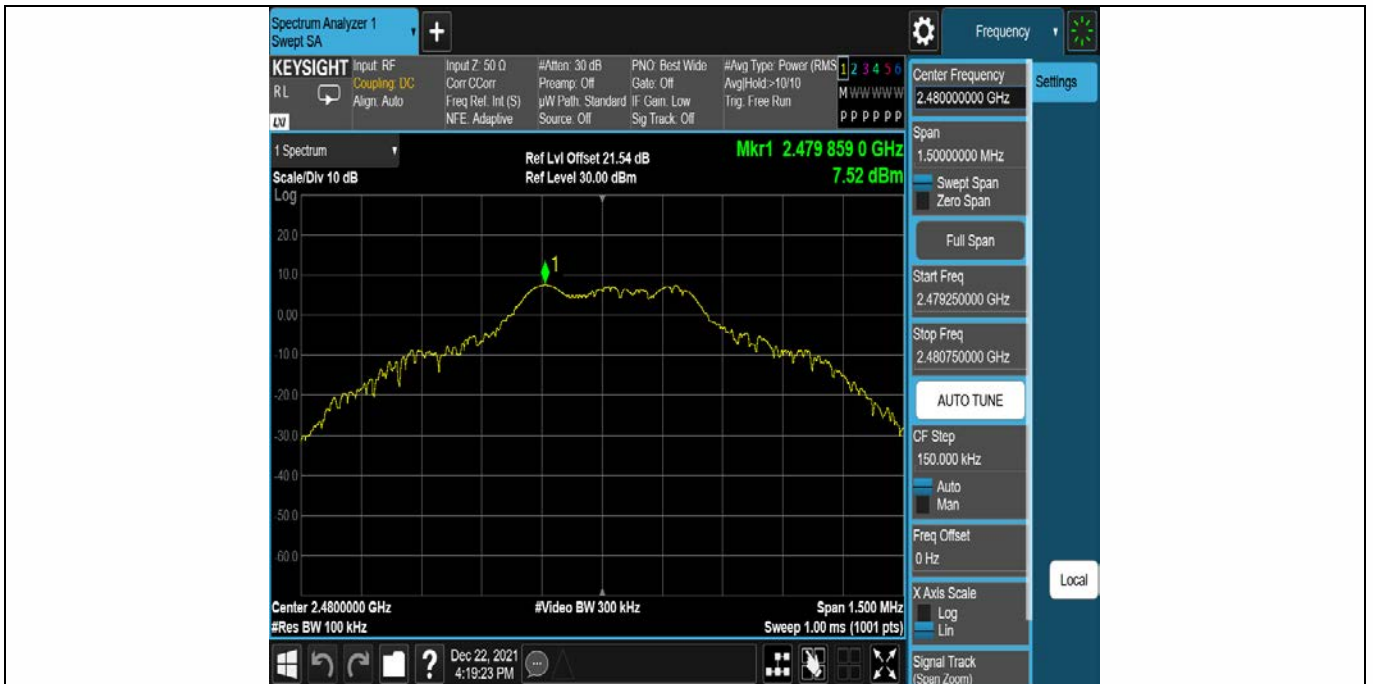 Spectrum Analyzer 1
Swept SA
+
Frequency
KEYSIGHT
RL
LV
Input: RF
Coupling: DC
Align: Auto
Input Z: 50 Ω
Corr CCorr
Freq Ref: Int (S)
NFE: Adaptive
#Atten: 30 dB
Preamp: Off
µW Path: Standard
Source: Off
PNO: Best Wide
Gate: Off
IF Gain: Low
Sig Track: Off
#Avg Type: Power (RMS
Avg|Hold:>10/10
Trig: Free Run
1 2 3 4 5 6
M W W W W W
P P P P P P
1 Spectrum
Scale/Div 10 dB
Ref Lvl Offset 21.54 dB
Ref Level 30.00 dBm
Mkr1 2.479 859 0 GHz
7.52 dBm
Log
20.0
10.0
0.00
-10.0
-20.0
-30.0
-40.0
-50.0
-60.0
1
Center 2.4800000 GHz
#Res BW 100 kHz
#Video BW 300 kHz
Span 1.500 MHz
Sweep 1.00 ms (1001 pts)
Center Frequency
2.480000000 GHz
Span
1.50000000 MHz
Swept Span
Zero Span
Full Span
Start Freq
2.479250000 GHz
Stop Freq
2.480750000 GHz
AUTO TUNE
CF Step
150.000 kHz
Auto
Man
Freq Offset
0 Hz
X Axis Scale
Log
Lin
Signal Track
(Span Zoom)
Settings
Local
?
Dec 22, 2021
4:19:23 PM